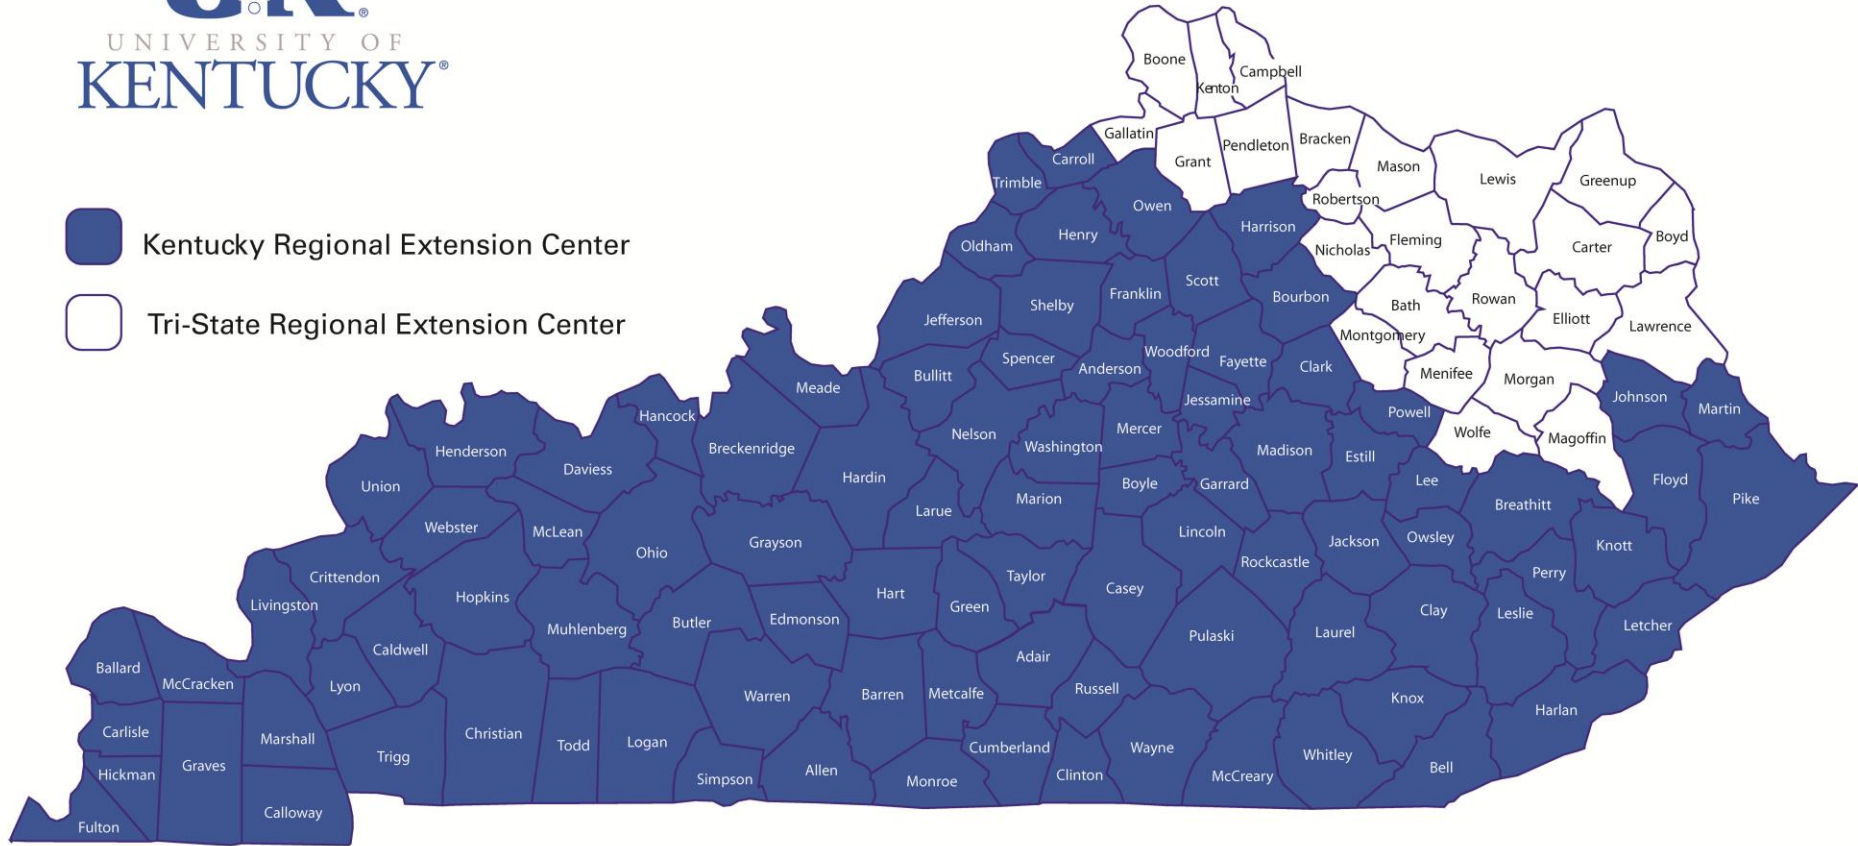 UNIVERSITY OF
KENTUCKY®
Kentucky Regional Extension Center
Tri-State Regional Extension Center
Boone
Kenton
Campbell
Gallatin
Grant
Pendleton
Bracken
Mason
Lewis
Greenup
Carroll
Trimble
Owen
Harrison
Robertson
Nicholas
Fleming
Carter
Boyd
Oldham
Henry
Shelby
Franklin
Scott
Bourbon
Bath
Rowan
Elliott
Lawrence
Jefferson
Montgomery
Spencer
Anderson
Woodford
Fayette
Clark
Menifee
Morgan
Johnson
Martin
Meade
Bullitt
Jessamine
Powell
Wolfe
Magoffin
Hancock
Breckenridge
Nelson
Washington
Mercer
Madison
Estill
Lee
Breathitt
Floyd
Pike
Henderson
Daviess
Union
Hardin
Larue
Marion
Boyle
Garrard
Lincoln
Rockcastle
Jackson
Owsley
Knott
Perry
Webster
McLean
Ohio
Grayson
Crittendon
Livingston
Hopkins
Muhlenberg
Butler
Edmonson
Hart
Green
Taylor
Casey
Pulaski
Laurel
Clay
Leslie
Letcher
Ballard
McCracken
Lyon
Caldwell
Warren
Barren
Metcalfe
Adair
Russell
Knox
Harlan
Carlisle
Marshall
Hickman
Graves
Trigg
Christian
Todd
Logan
Simpson
Allen
Monroe
Cumberland
Clinton
Wayne
McCreary
Whitley
Bell
Calloway
Fulton